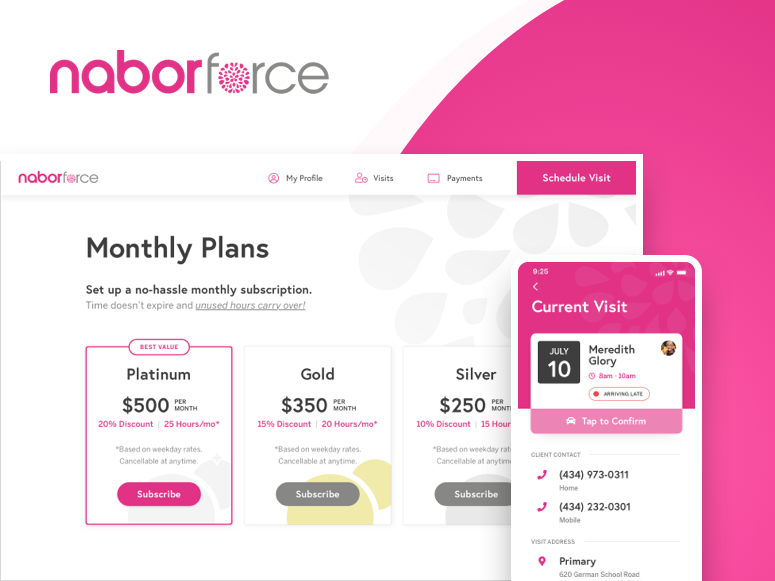 naborforce
naborforce
My Profile
Visits
Payments
Schedule Visit
Monthly Plans
Set up a no-hassle monthly subscription.
Time doesn't expire and unused hours carry over!
BEST VALUE
Platinum
$500 PER MONTH
20% Discount | 25 Hours/mo*
*Based on weekday rates.
Cancellable at anytime.
Subscribe
Gold
$350 PER MONTH
15% Discount | 20 Hours/mo*
*Based on weekday rates.
Cancellable at anytime.
Subscribe
Silver
$250 PER
10% Discount | 15
*Based on weekday
Cancellable at
Subscribe
9:25
Current Visit
JULY
10
Meredith
Glory
8am - 10am
ARRIVING LATE
Tap to Confirm
CLIENT CONTACT
(434) 973-0311
Home
(434) 232-0301
Mobile
VISIT ADDRESS
Primary
620 German School Road